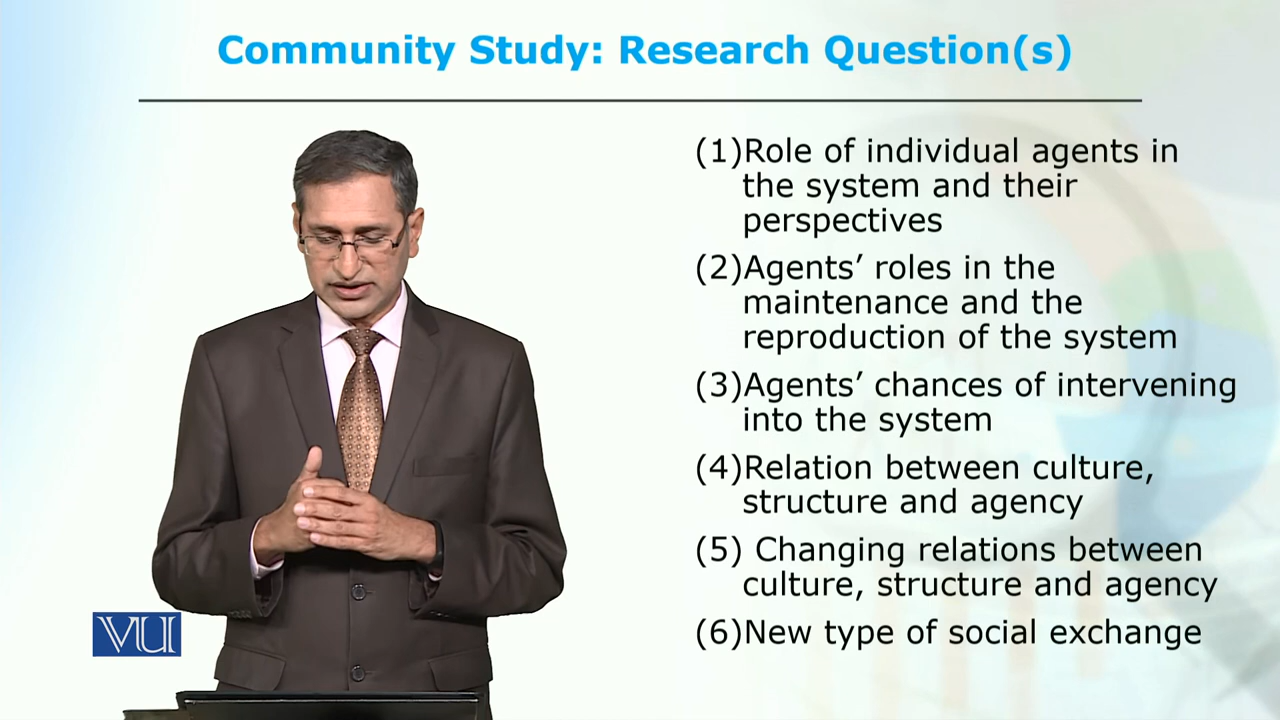 Community Study: Research Question(s)
(1)Role of individual agents in
the system and their
perspectives
(2)Agents’ roles in the
maintenance and the
reproduction of the system
(3)Agents’ chances of intervening
into the system
(4)Relation between culture,
structure and agency
(5) Changing relations between
culture, structure and agency
(6)New type of social exchange
VU